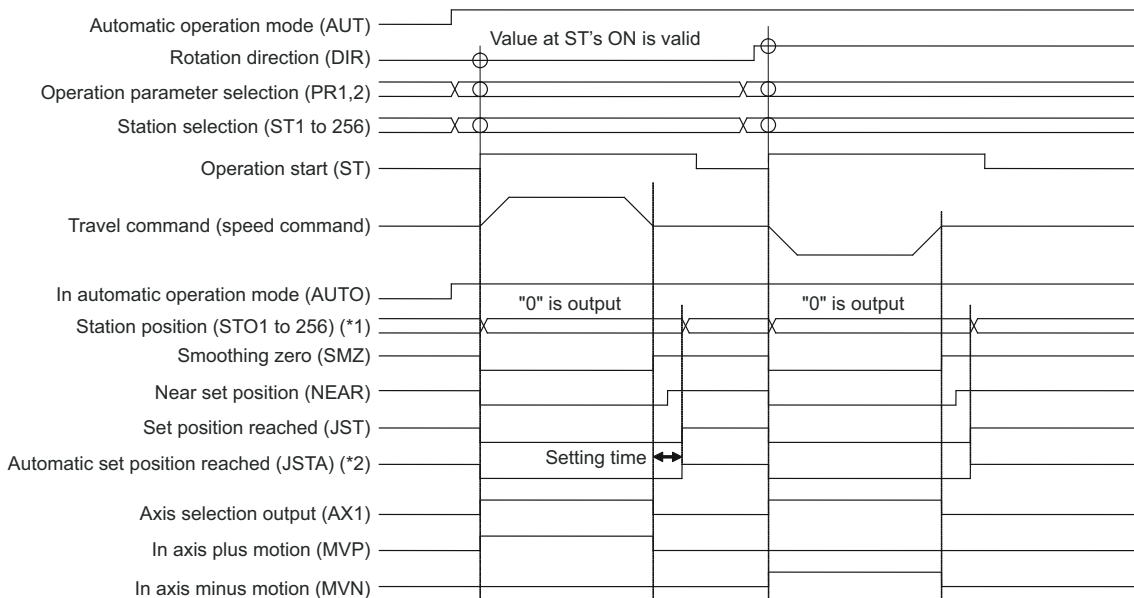 Automatic operation mode (AUT)
Value at ST's ON is valid
Rotation direction (DIR)
Operation parameter selection (PR1,2)
Station selection (ST1 to 256)
Operation start (ST)
Travel command (speed command)
In automatic operation mode (AUTO)
"0" is output
"0" is output
Station position (STO1 to 256) (*1)
Smoothing zero (SMZ)
Near set position (NEAR)
Set position reached (JST)
Automatic set position reached (JSTA) (*2)
Setting time
Axis selection output (AX1)
In axis plus motion (MVP)
In axis minus motion (MVN)